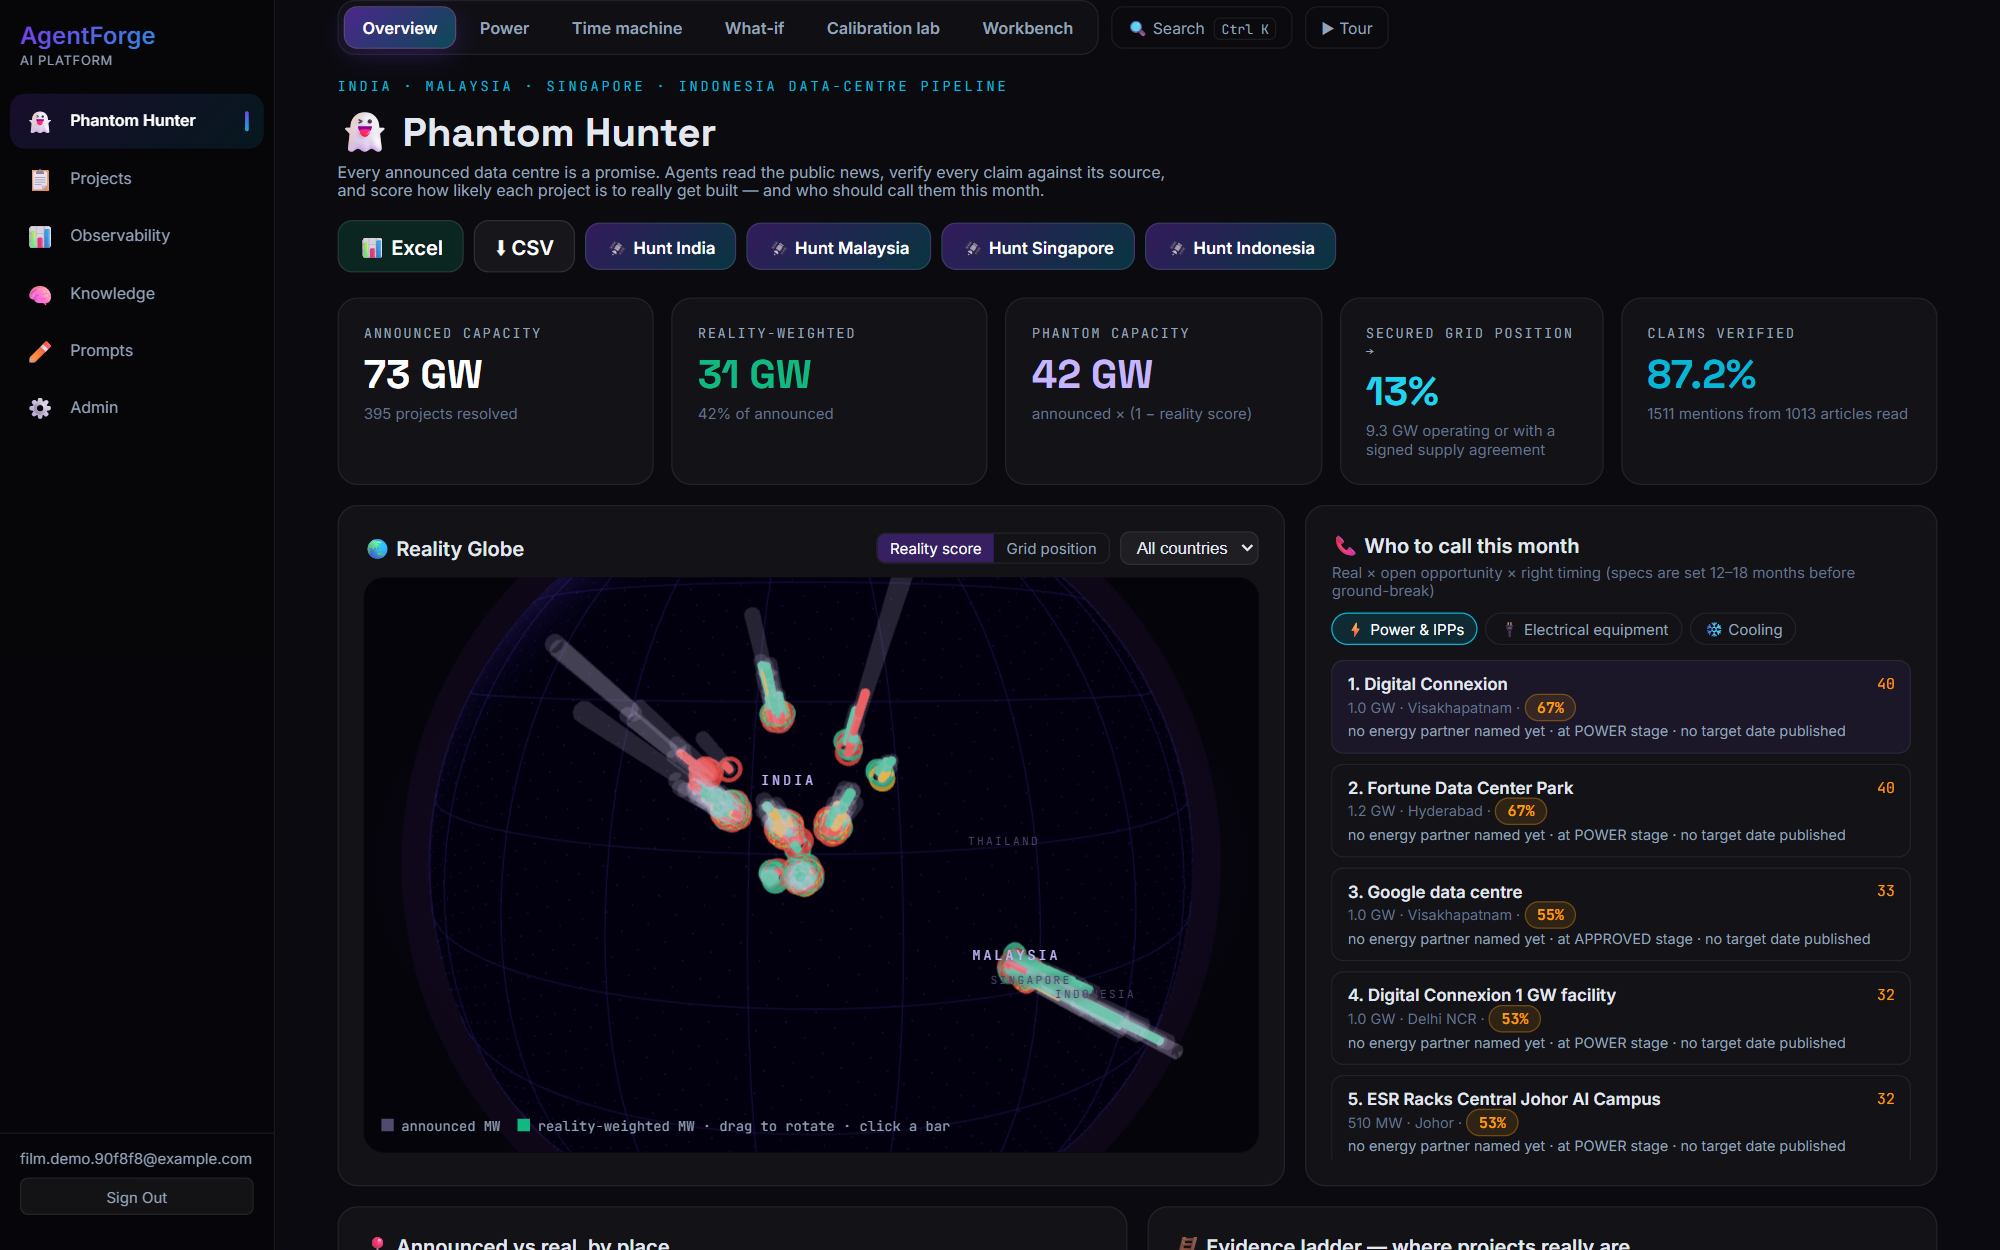 AgentForge
AI PLATFORM
Phantom Hunter
Projects
Observability
Knowledge
Prompts
Admin
film.demo.90f8f8@example.com
Sign Out
Overview
Power
Time machine
What-if
Calibration lab
Workbench
Search Ctrl K
▶ Tour
INDIA · MALAYSIA · SINGAPORE · INDONESIA DATA-CENTRE PIPELINE
Phantom Hunter
Every announced data centre is a promise. Agents read the public news, verify every claim against its source,
and score how likely each project is to really get built — and who should call them this month.
Excel
⬇ CSV
Hunt India
Hunt Malaysia
Hunt Singapore
Hunt Indonesia
ANNOUNCED CAPACITY
73 GW
395 projects resolved
REALITY-WEIGHTED
31 GW
42% of announced
PHANTOM CAPACITY
42 GW
announced × (1 − reality score)
SECURED GRID POSITION
→
13%
9.3 GW operating or with a
signed supply agreement
CLAIMS VERIFIED
87.2%
1511 mentions from 1013 articles read
Reality Globe
Reality score
Grid position
All countries
INDIA
THAILAND
MALAYSIA
SINGAPORE
INDONESIA
announced MW
reality-weighted MW · drag to rotate · click a bar
Who to call this month
Real × open opportunity × right timing (specs are set 12–18 months before
ground-break)
Power & IPPs
Electrical equipment
Cooling
1. Digital Connexion 40
1.0 GW · Visakhapatnam · 67%
no energy partner named yet · at POWER stage · no target date published
2. Fortune Data Center Park 40
1.2 GW · Hyderabad · 67%
no energy partner named yet · at POWER stage · no target date published
3. Google data centre 33
1.0 GW · Visakhapatnam · 55%
no energy partner named yet · at APPROVED stage · no target date published
4. Digital Connexion 1 GW facility 32
1.0 GW · Delhi NCR · 53%
no energy partner named yet · at POWER stage · no target date published
5. ESR Racks Central Johor AI Campus 32
510 MW · Johor · 53%
no energy partner named yet · at POWER stage · no target date published
Announced vs real, by place
Evidence ladder — where projects really are